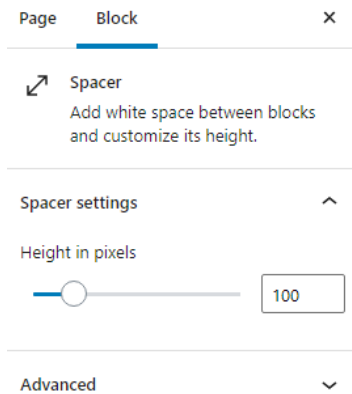 Page Block
Spacer
Add white space between blocks
and customize its height.
Spacer settings
Height in pixels
100
Advanced